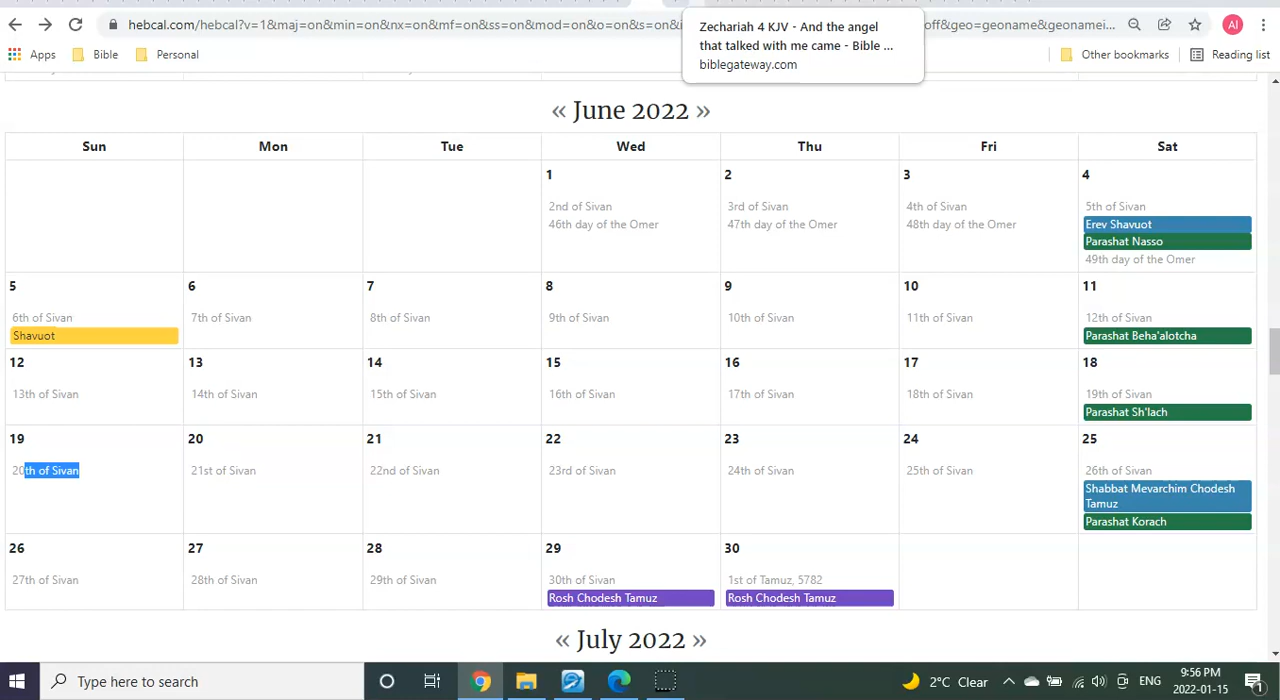 hebcal.com/hebcal?v=1&maj=on&min=on&nx=on&mf=on&ss=on&mod=on&o=on&s=on&
off&geo=geoname&geonamei...
AI
Zechariah 4 KJV - And the angel
that talked with me came - Bible ...
biblegateway.com
Apps
Bible
Personal
Other bookmarks
Reading list
« June 2022 »
Sun Mon Tue Wed Thu Fri Sat
1 2 3 4
2nd of Sivan 3rd of Sivan 4th of Sivan 5th of Sivan
46th day of the Omer 47th day of the Omer 48th day of the Omer Erev Shavuot
Parashat Nasso
49th day of the Omer
5 6 7 8 9 10 11
6th of Sivan 7th of Sivan 8th of Sivan 9th of Sivan 10th of Sivan 11th of Sivan 12th of Sivan
Shavuot Parashat Beha'alotcha
12 13 14 15 16 17 18
13th of Sivan 14th of Sivan 15th of Sivan 16th of Sivan 17th of Sivan 18th of Sivan 19th of Sivan
Parashat Sh'lach
19 20 21 22 23 24 25
20th of Sivan 21st of Sivan 22nd of Sivan 23rd of Sivan 24th of Sivan 25th of Sivan 26th of Sivan
Shabbat Mevarchim Chodesh
Tamuz
Parashat Korach
26 27 28 29 30
27th of Sivan 28th of Sivan 29th of Sivan 30th of Sivan 1st of Tamuz, 5782
Rosh Chodesh Tamuz Rosh Chodesh Tamuz
« July 2022 »
Type here to search
2°C Clear
ENG
9:56 PM
2022-01-15
1